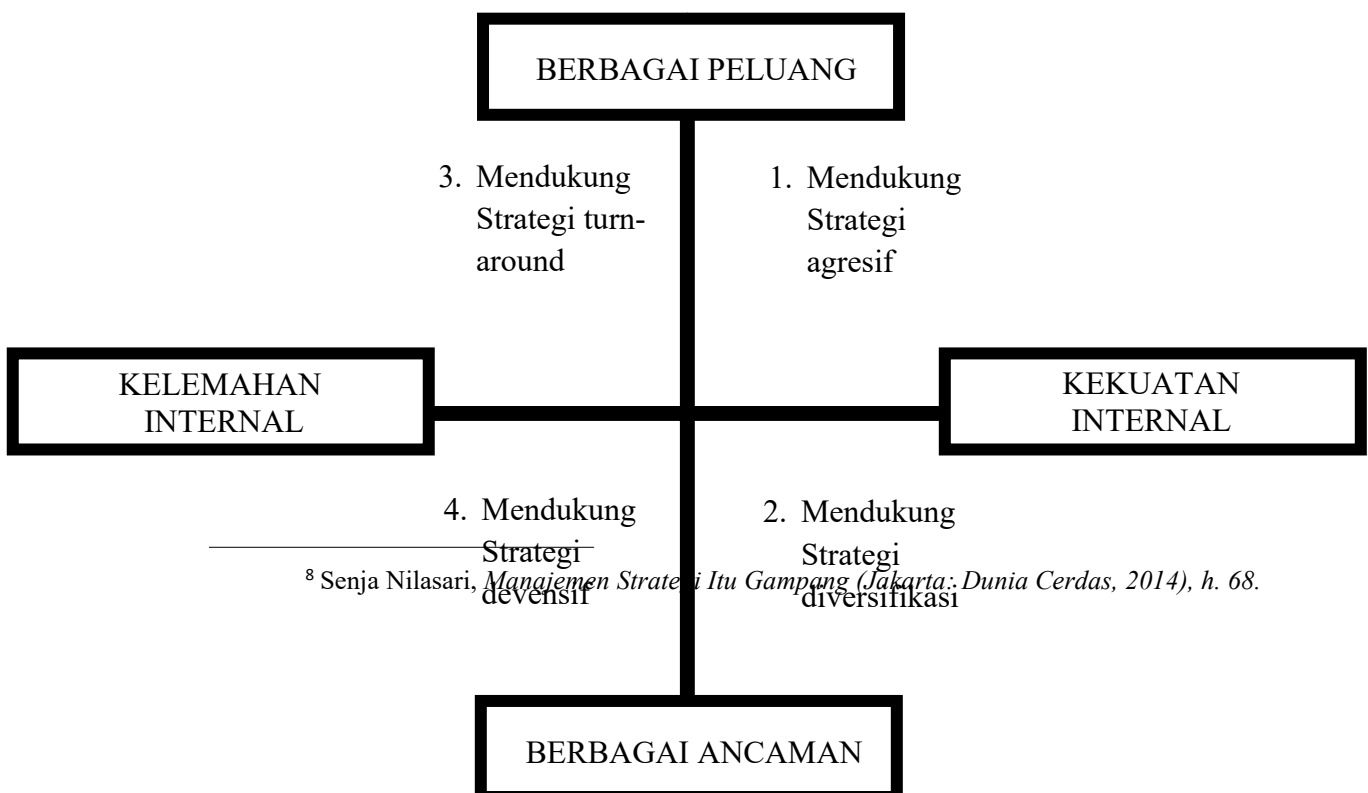 BERBAGAI PELUANG
3. Mendukung
Strategi turn-
around
1. Mendukung
Strategi
agresif
KELEMAHAN
INTERNAL
KEKUATAN
INTERNAL
4. Mendukung
Strategi
devensif
2. Mendukung
Strategi
diversifikasi
⁸ Senja Nilasari, Manajemen Strategi Itu Gampang (Jakarta: Dunia Cerdas, 2014), h. 68.
BERBAGAI ANCAMAN